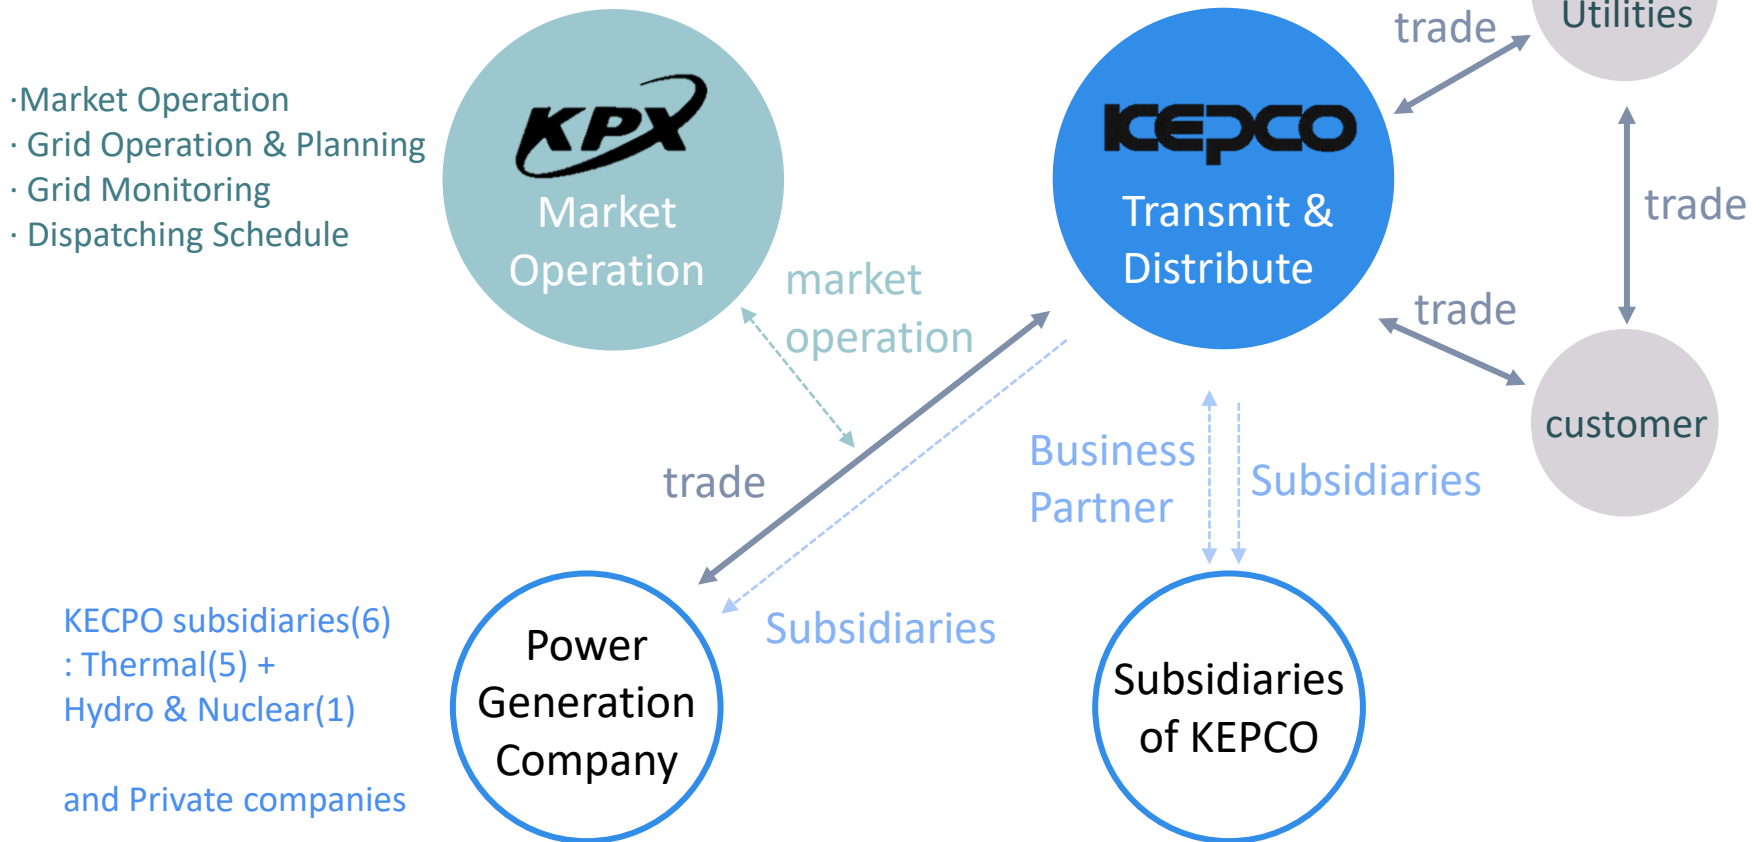 ·Market Operation
· Grid Operation & Planning
· Grid Monitoring
· Dispatching Schedule
KPX
Market
Operation
KEPCO
Transmit &
Distribute
trade
Utilities
trade
trade
customer
market
operation
trade
Subsidiaries
Business
Partner
Subsidiaries
KECPO subsidiaries(6)
: Thermal(5) +
Hydro & Nuclear(1)
and Private companies
Power
Generation
Company
Subsidiaries
of KEPCO